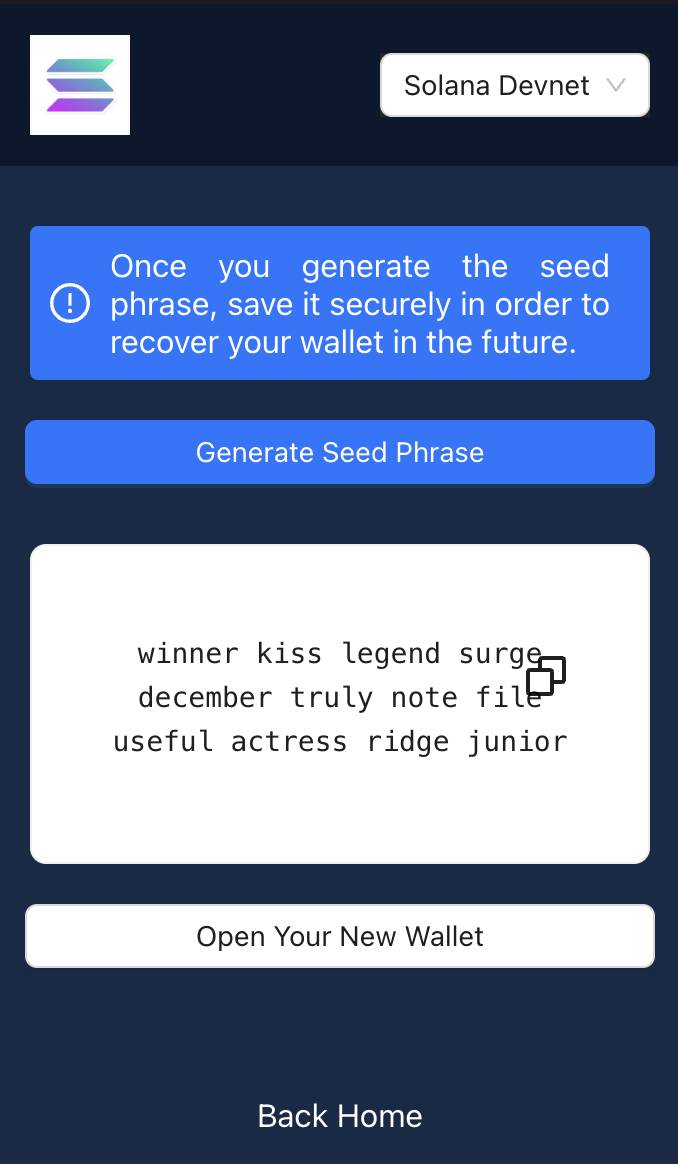 Solana Devnet
Once you generate the seed
phrase, save it securely in order to
recover your wallet in the future.
Generate Seed Phrase
winner kiss legend surge
december truly note file
useful actress ridge junior
Open Your New Wallet
Back Home